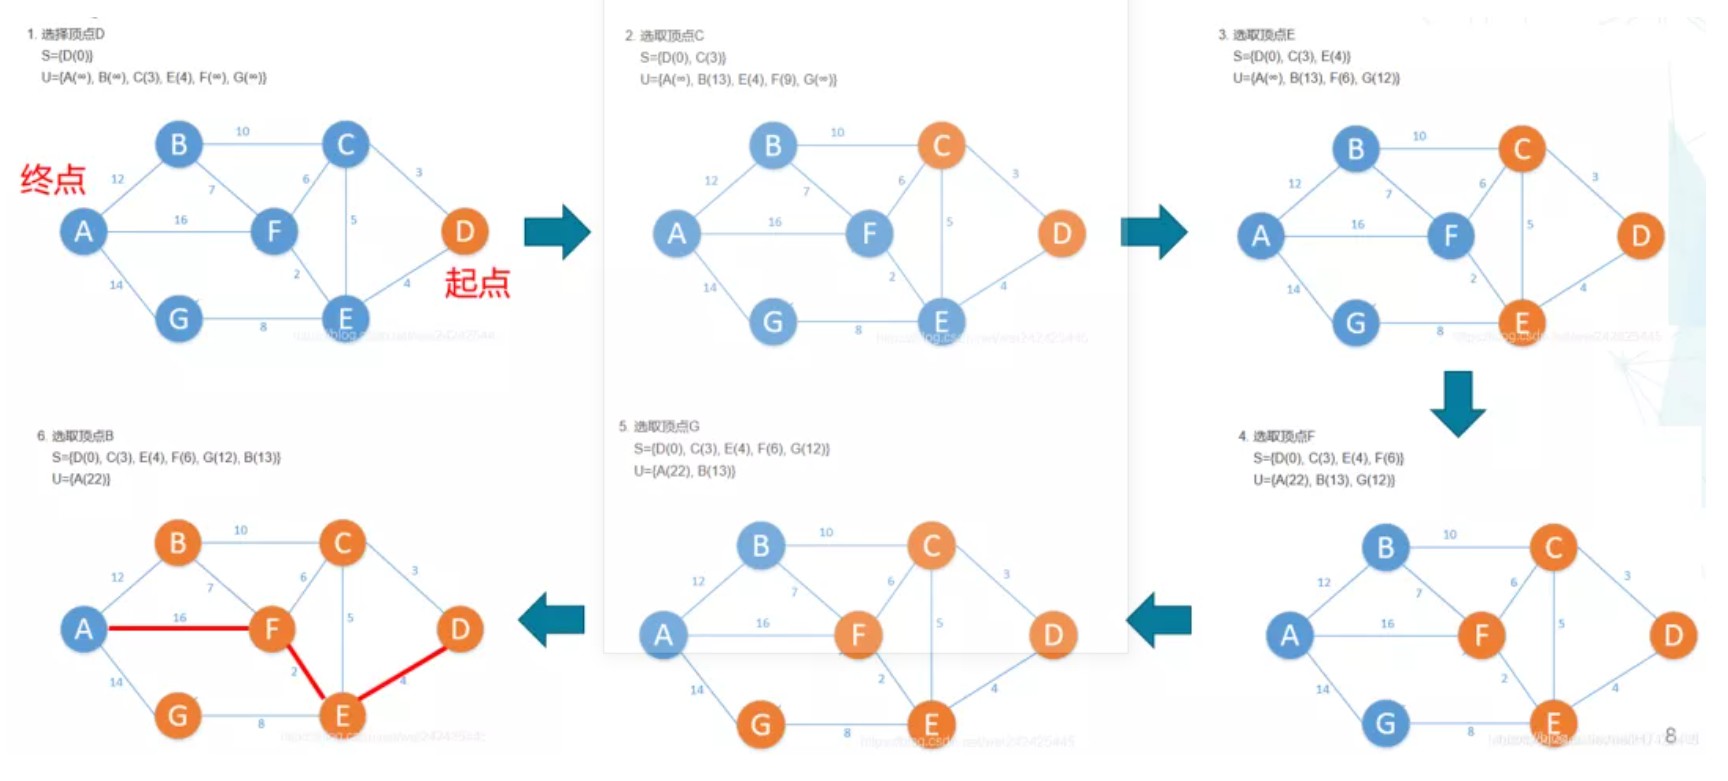 1. 选择顶点D
S={D(0)}
U={A(∞), B(∞), C(3), E(4), F(∞), G(∞)}
B
10
C
终点
12
7
6
3
A
16
F
5
D
起点
14
2
4
G
8
E
2. 选取顶点C
S={D(0), C(3)}
U={A(∞), B(13), E(4), F(9), G(∞)}
B
10
C
12
7
6
3
A
16
F
5
D
14
2
4
G
8
E
3. 选取顶点E
S={D(0), C(3), E(4)}
U={A(∞), B(13), F(6), G(12)}
B
10
C
12
7
6
3
A
16
F
5
D
14
2
4
G
8
E
4. 选取顶点F
S={D(0), C(3), E(4), F(6)}
U={A(22), B(13), G(12)}
B
10
C
12
7
6
3
A
16
F
5
D
14
2
4
G
8
E
5. 选取顶点G
S={D(0), C(3), E(4), F(6), G(12)}
U={A(22), B(13)}
B
10
C
12
7
6
3
A
16
F
5
D
14
2
4
G
8
E
6. 选取顶点B
S={D(0), C(3), E(4), F(6), G(12), B(13)}
U={A(22)}
B
10
C
12
7
6
3
A
16
F
5
D
14
2
4
G
8
E
8